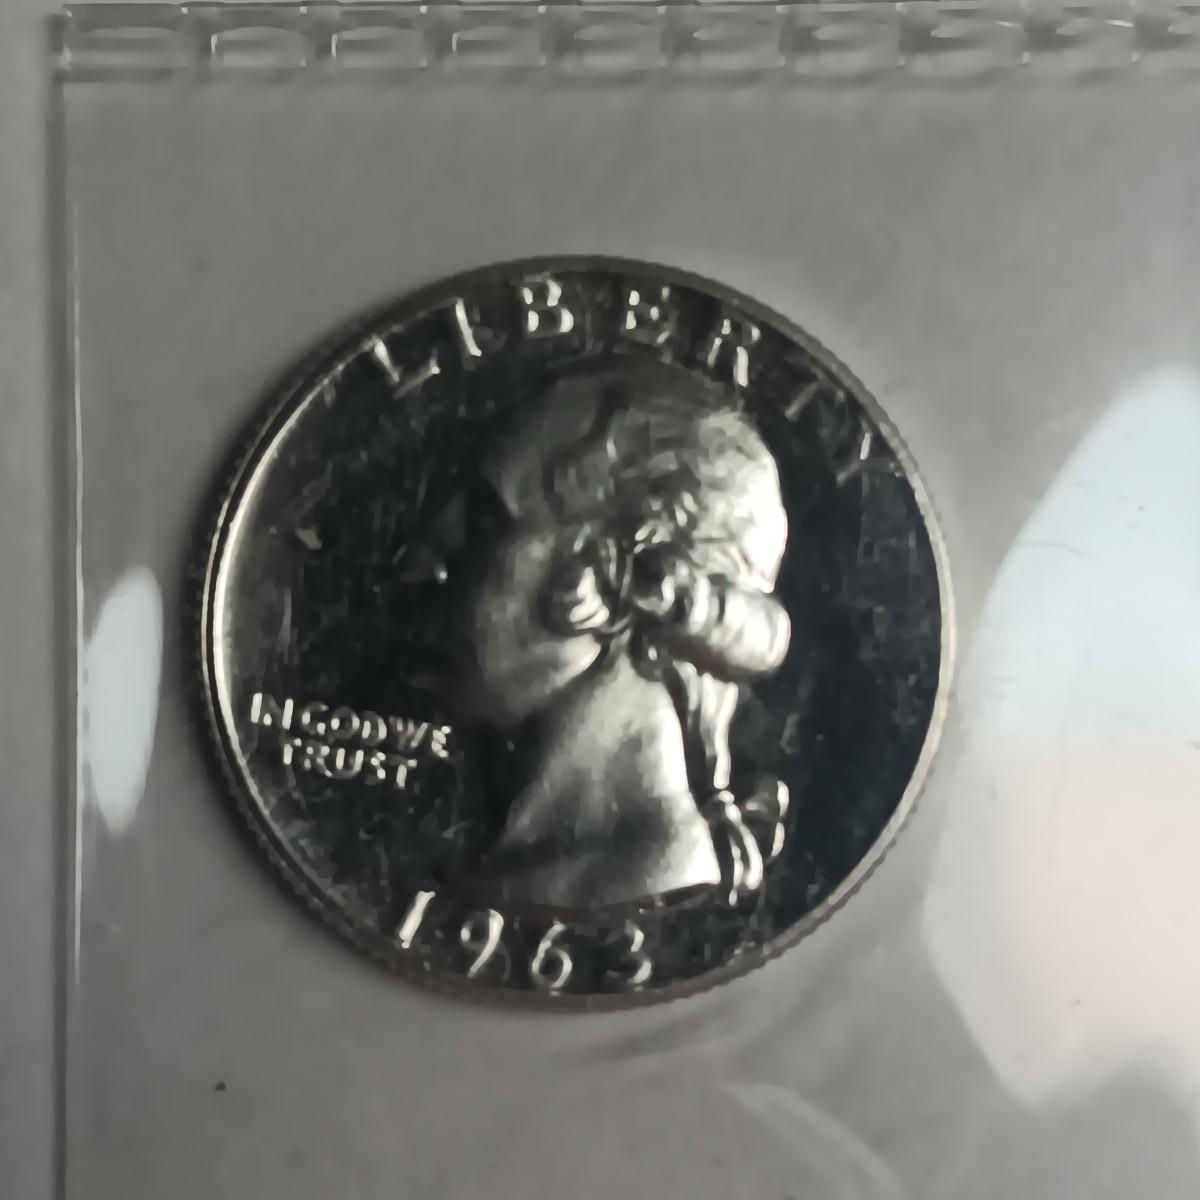 LIBERTY
IN GOD WE
TRUST
1963